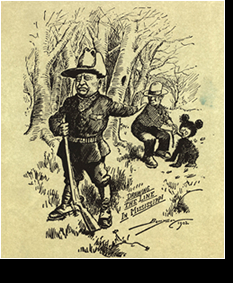 DRAWING
THE LINE
IN MISSISSIPPI